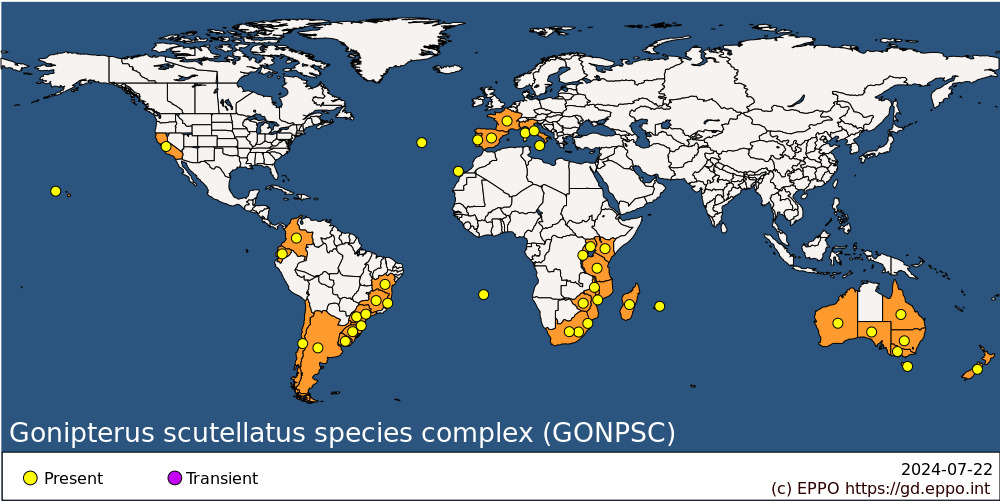 Gonipterus scutellatus species complex (GONPSC)
Present
Transient
2024-07-22
(c) EPPO https://gd.eppo.int